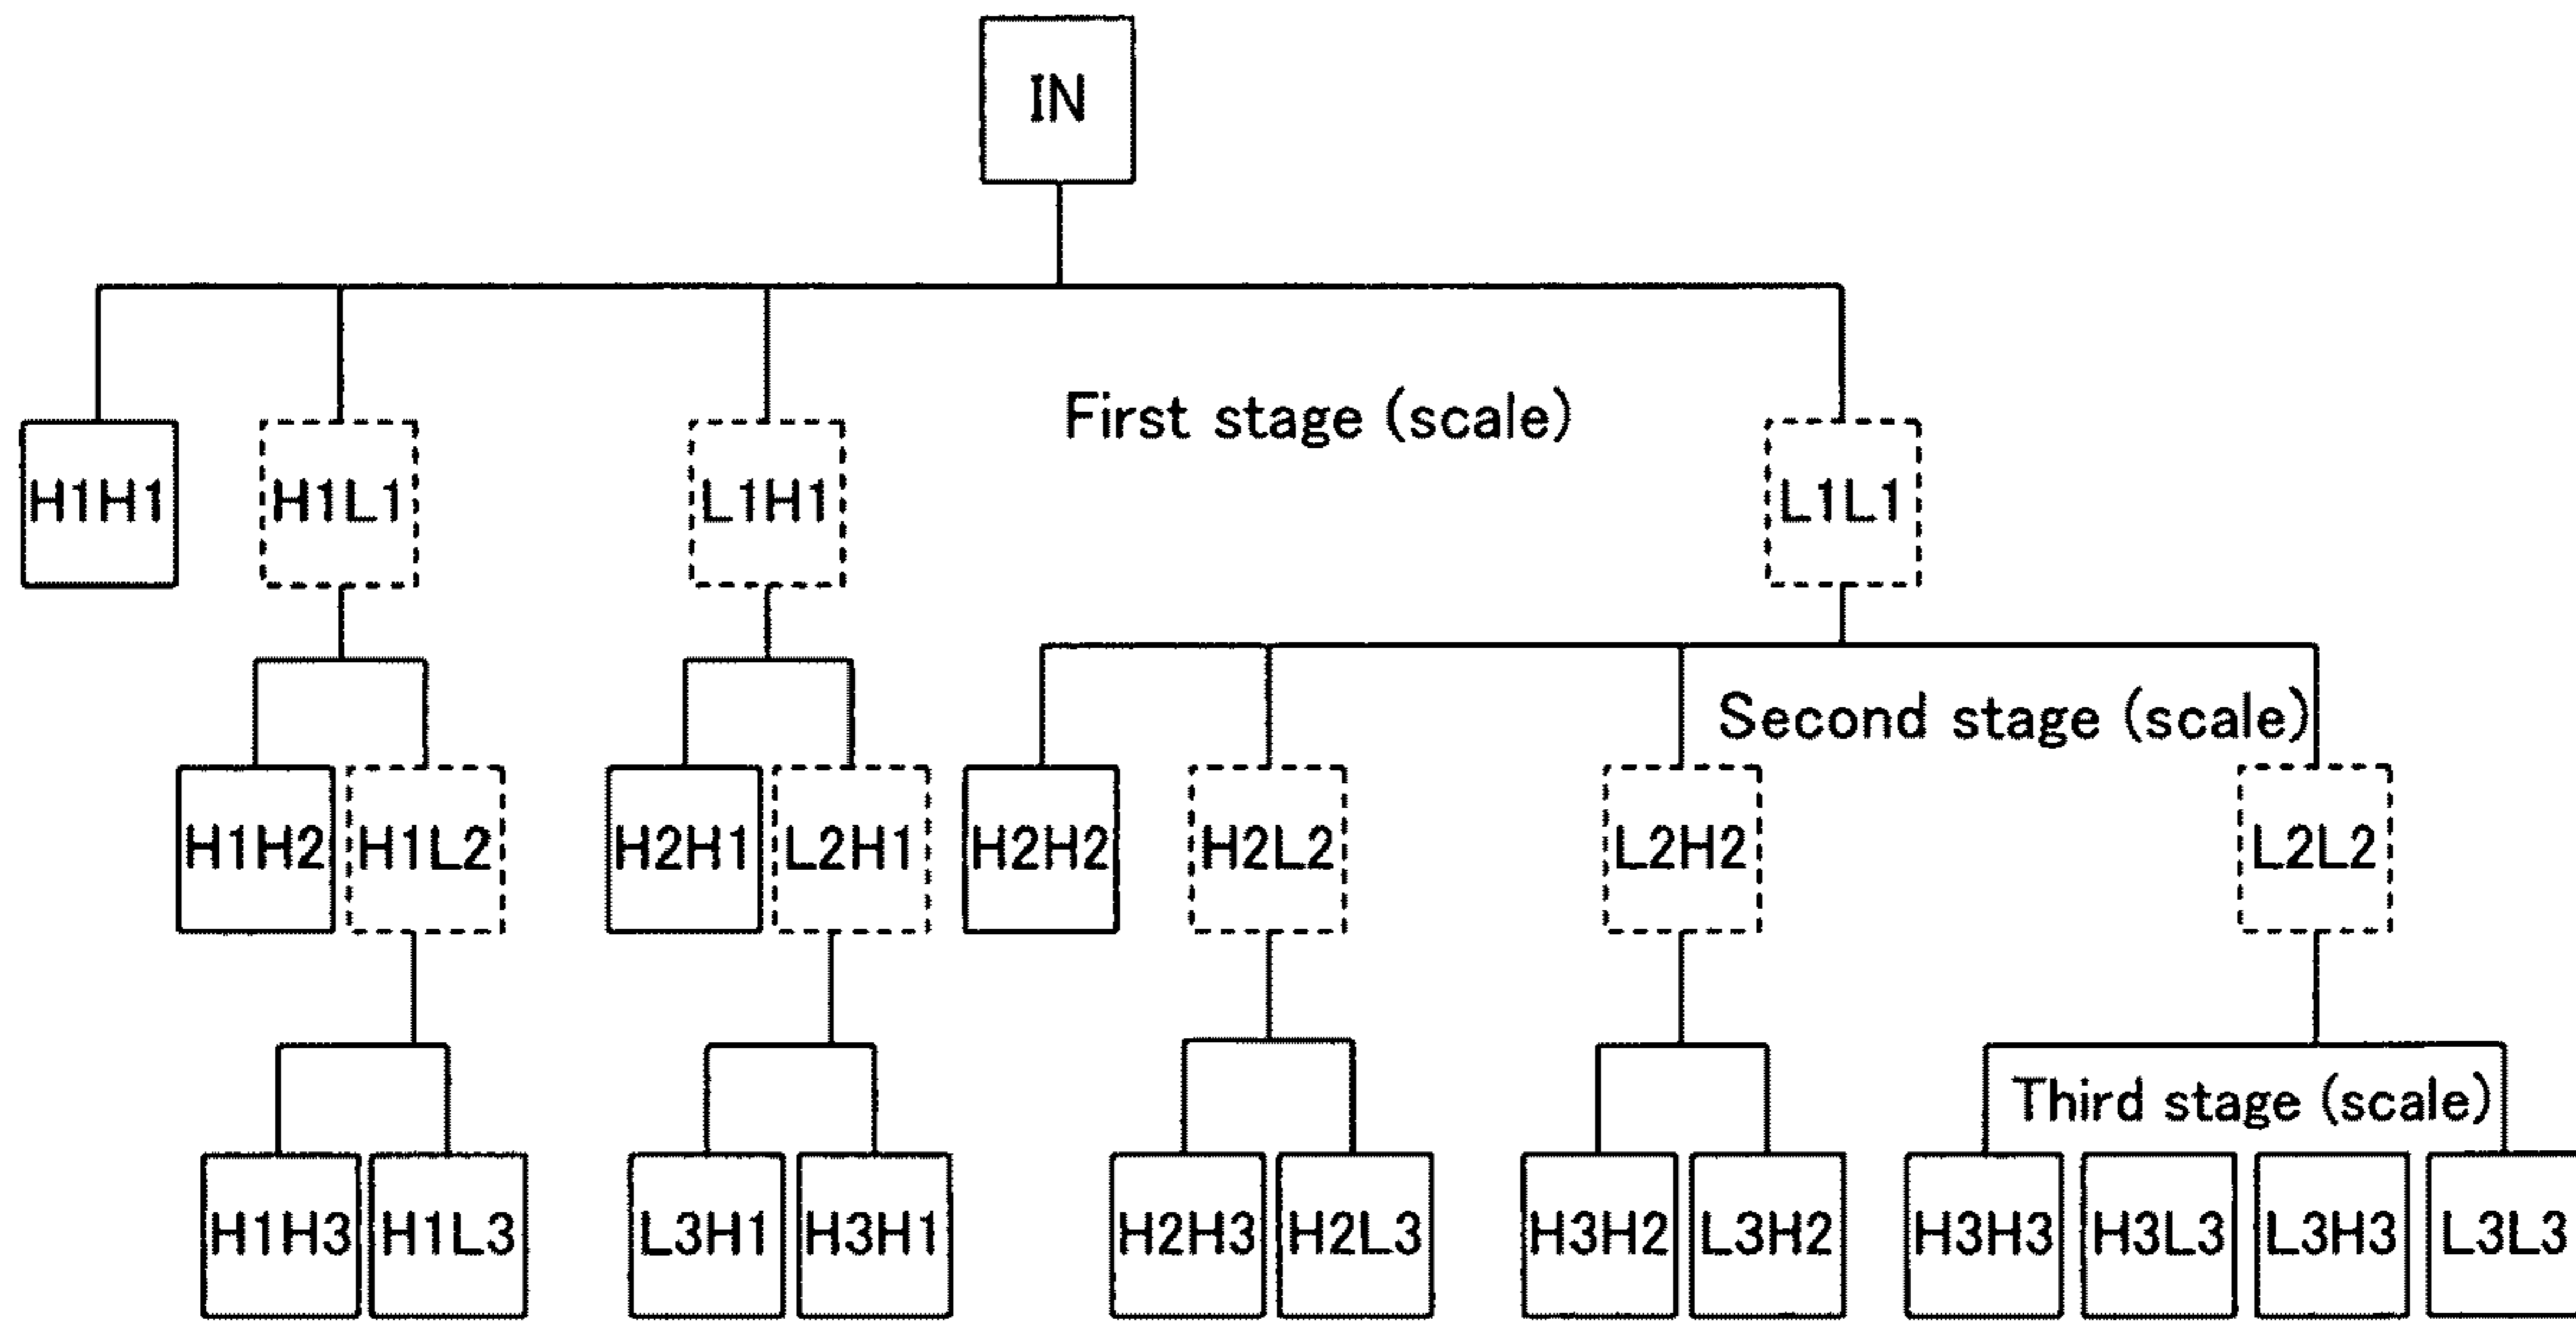 IN
First stage (scale)
H1H1 H1L1 L1H1 L1L1
Second stage (scale)
H1H2 H1L2 H2H1 L2H1 H2H2 H2L2 L2H2 L2L2
Third stage (scale)
H1H3 H1L3 L3H1 H3H1 H2H3 H2L3 H3H2 L3H2 H3H3 H3L3 L3H3 L3L3